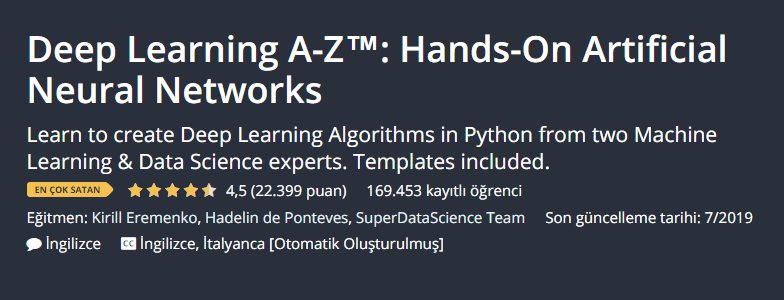 Deep Learning A-Z™: Hands-On Artificial
Neural Networks
Learn to create Deep Learning Algorithms in Python from two Machine
Learning & Data Science experts. Templates included.
EN ÇOK SATAN 4,5 (22.399 puan) 169.453 kayıtlı öğrenci
Eğitmen: Kirill Eremenko, Hadelin de Ponteves, SuperDataScience Team Son güncelleme tarihi: 7/2019
İngilizce CC İngilizce, İtalyanca [Otomatik Oluşturulmuş]